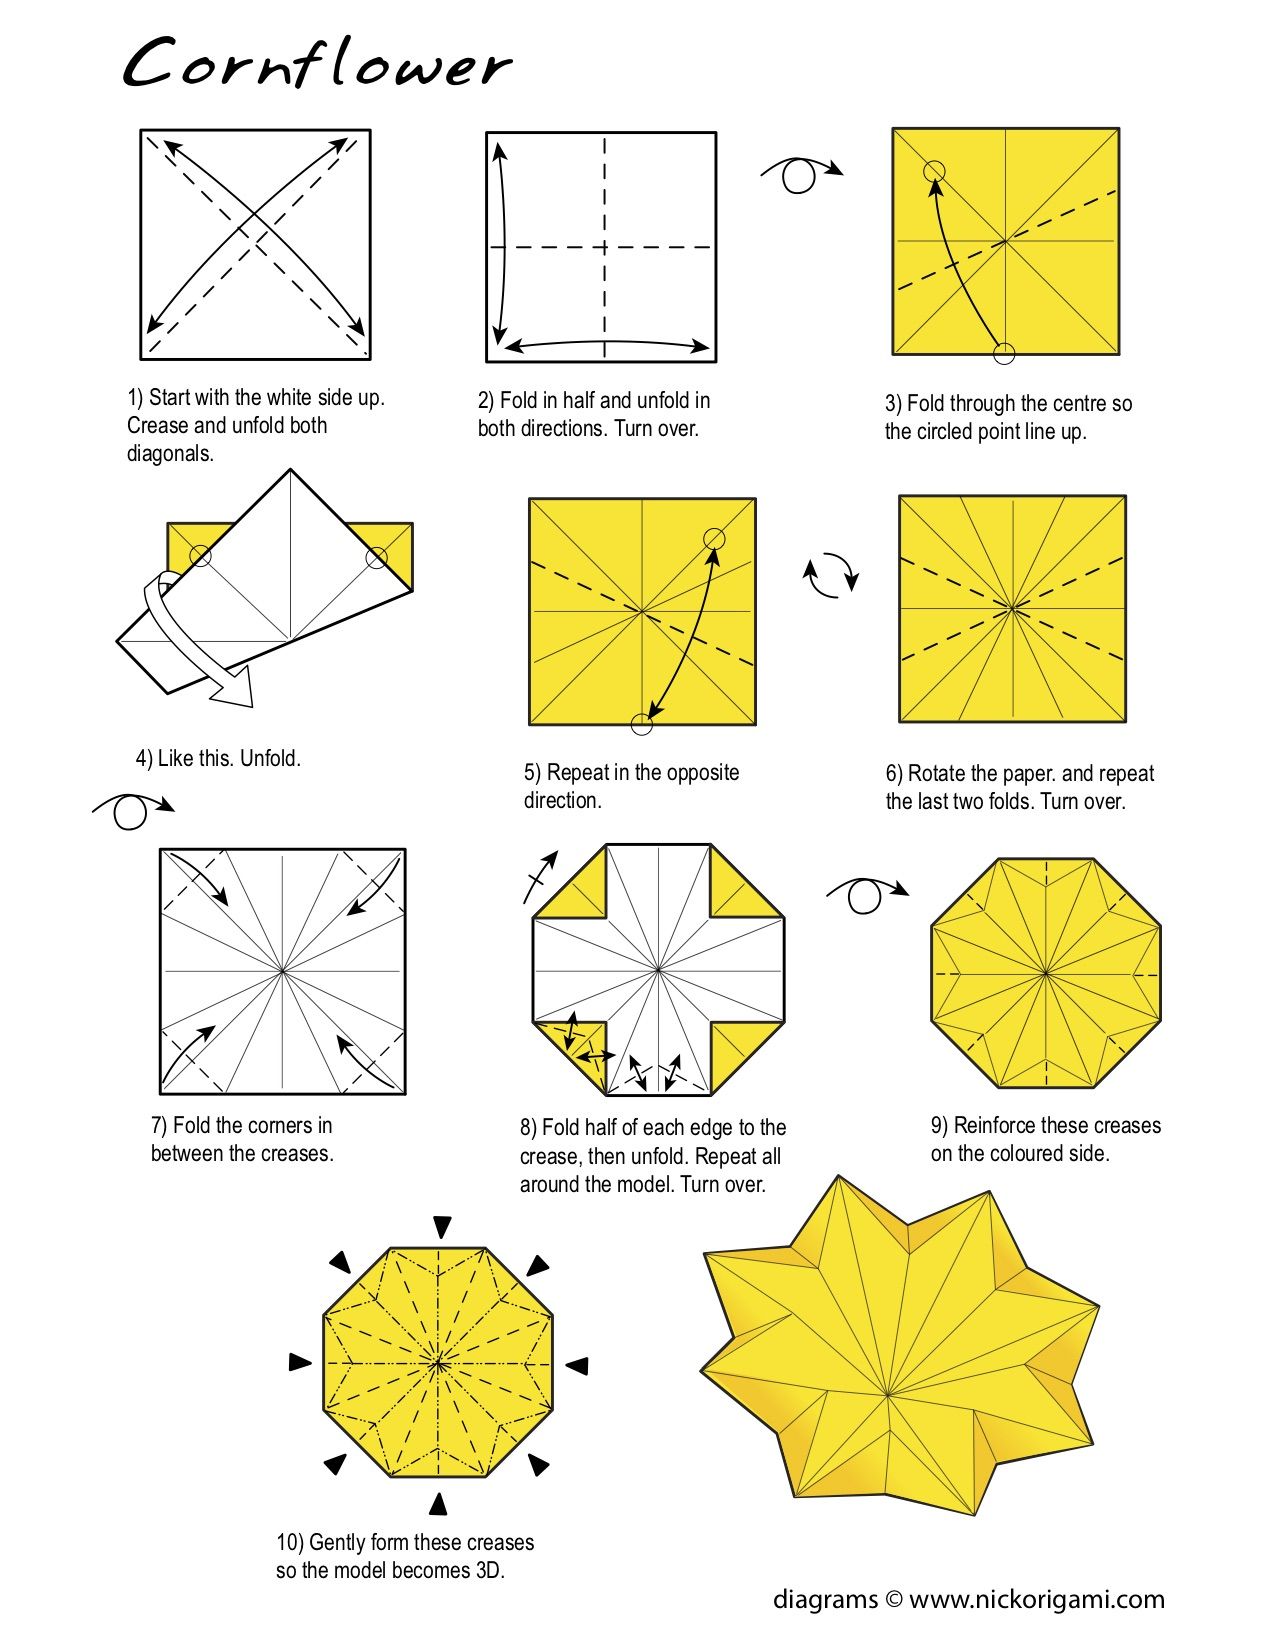 Cornflower
1) Start with the white side up.
Crease and unfold both
diagonals.
2) Fold in half and unfold in
both directions. Turn over.
3) Fold through the centre so
the circled point line up.
4) Like this. Unfold.
5) Repeat in the opposite
direction.
6) Rotate the paper. and repeat
the last two folds. Turn over.
7) Fold the corners in
between the creases.
8) Fold half of each edge to the
crease, then unfold. Repeat all
around the model. Turn over.
9) Reinforce these creases
on the coloured side.
10) Gently form these creases
so the model becomes 3D.
diagrams © www.nickorigami.com